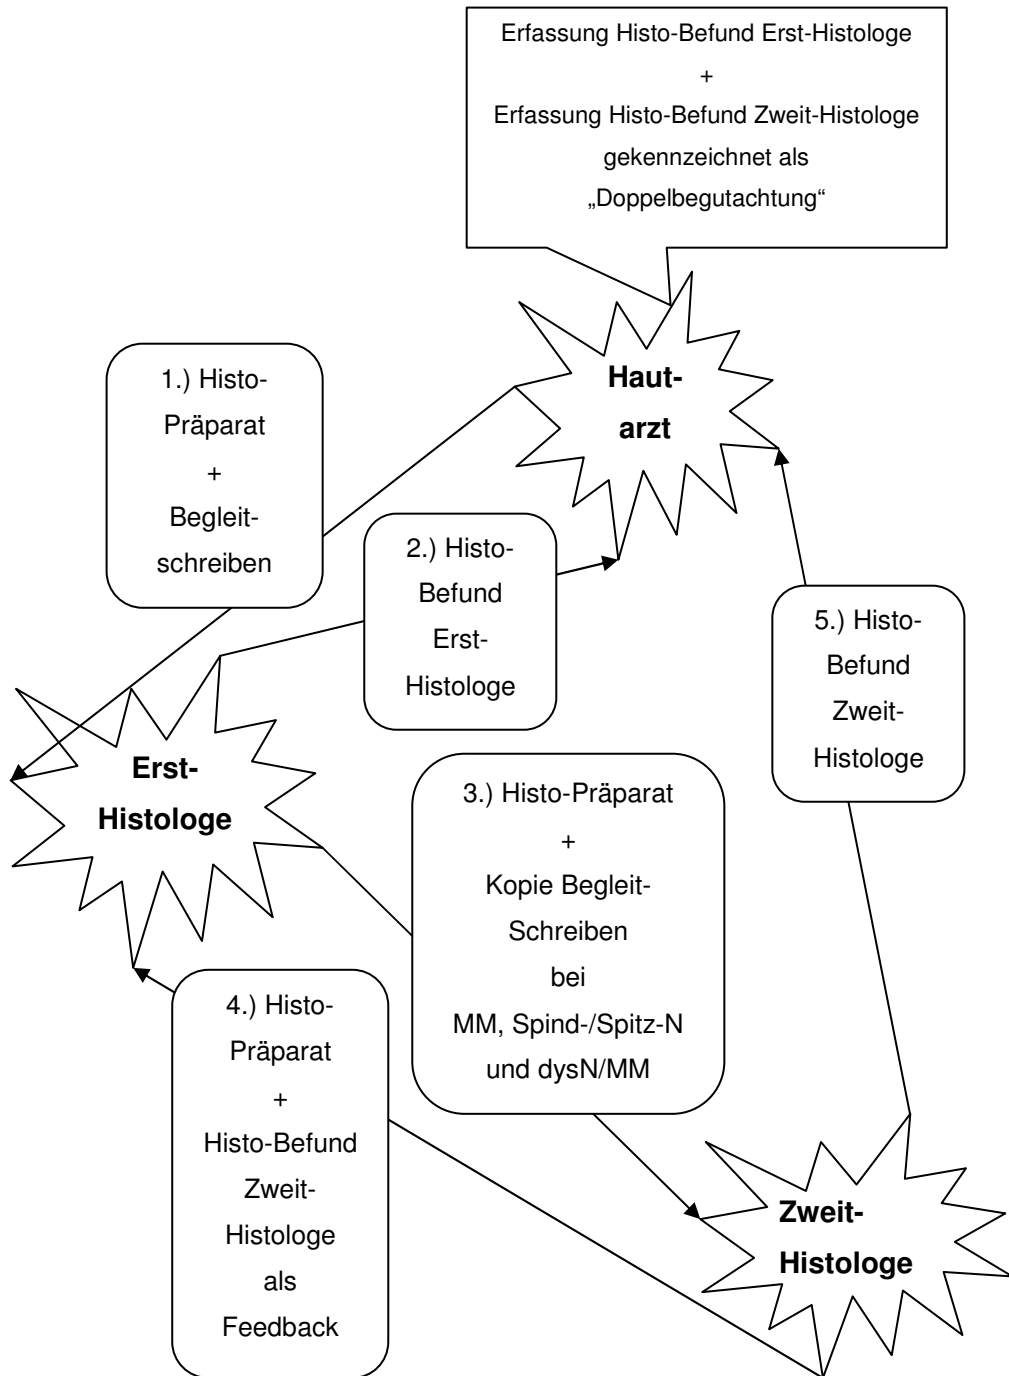 Erfassung Histo-Befund Erst-Histologe
+
Erfassung Histo-Befund Zweit-Histologe
gekennzeichnet als
„Doppelbegutachtung“
Haut-
arzt
1.) Histo-
Präparat
+
Begleit-
schreiben
2.) Histo-
Befund
Erst-
Histologe
5.) Histo-
Befund
Zweit-
Histologe
Erst-
Histologe
3.) Histo-Präparat
+
Kopie Begleit-
Schreiben
bei
MM, Spind-/Spitz-N
und dysN/MM
4.) Histo-
Präparat
+
Histo-Befund
Zweit-
Histologe
als
Feedback
Zweit-
Histologe